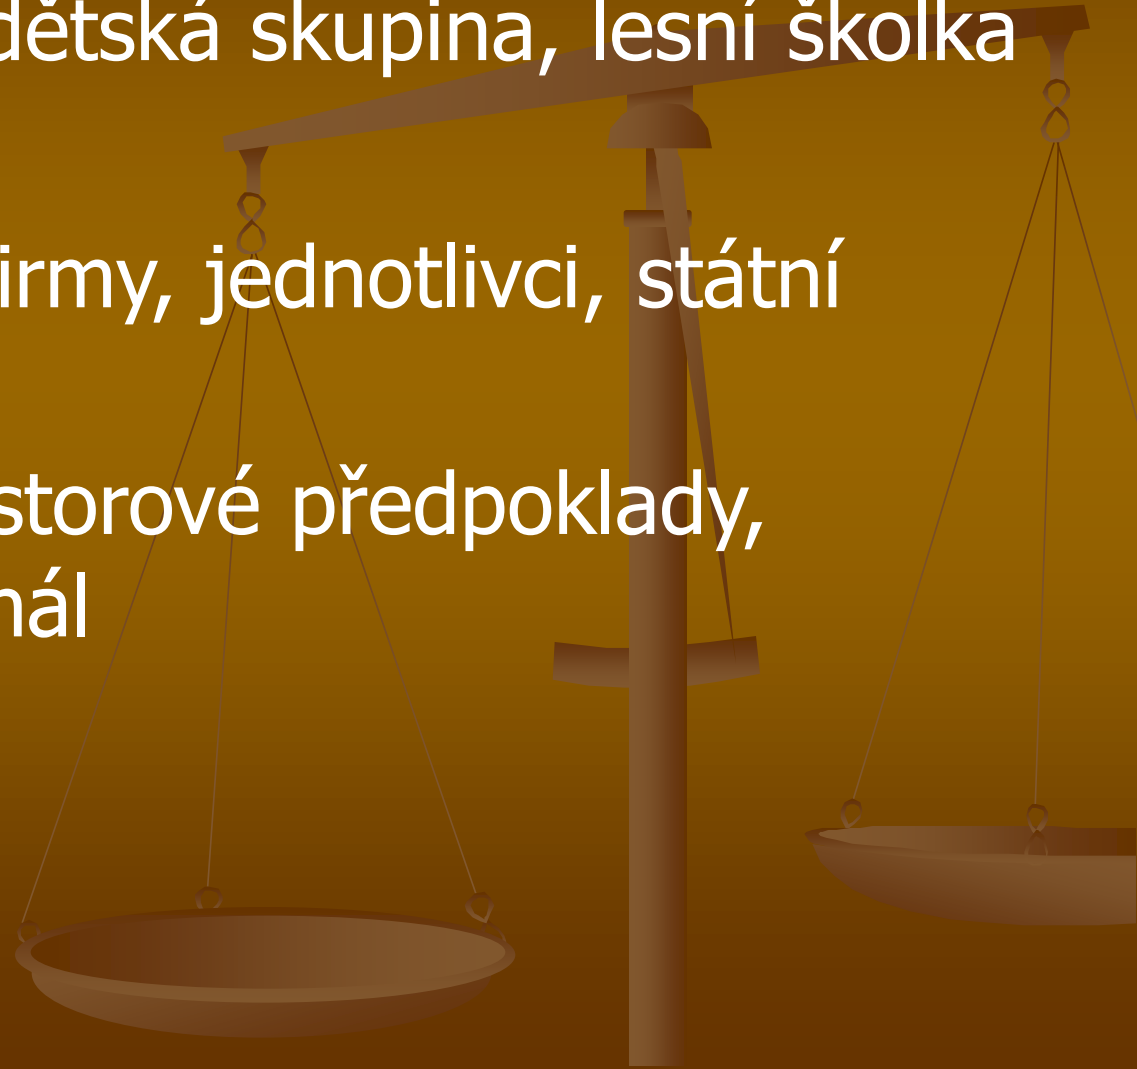 dětská skupina, lesní školka
irmy, jednotlivci, státní
storové předpoklady,
nál